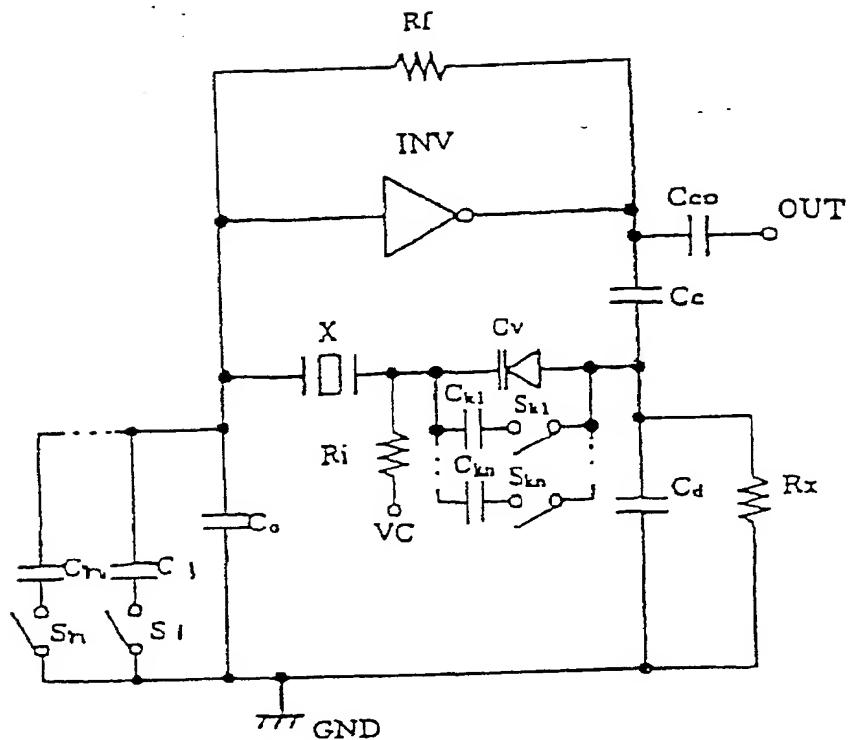 Rf
INV
Cco
OUT
Cc
X
Cv
Ck1
Sk1
Ri
Ckn
Skn
Cd
Rx
VC
Co
Cn
C1
Sn
S1
GND